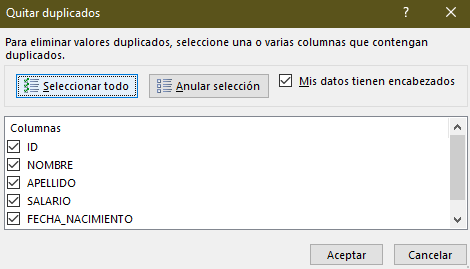 Quitar duplicados
Para eliminar valores duplicados, seleccione una o varias columnas que contengan
duplicados.
Seleccionar todo
Anular selección
Mis datos tienen encabezados
Columnas
ID
NOMBRE
APELLIDO
SALARIO
FECHA_NACIMIENTO
Aceptar
Cancelar